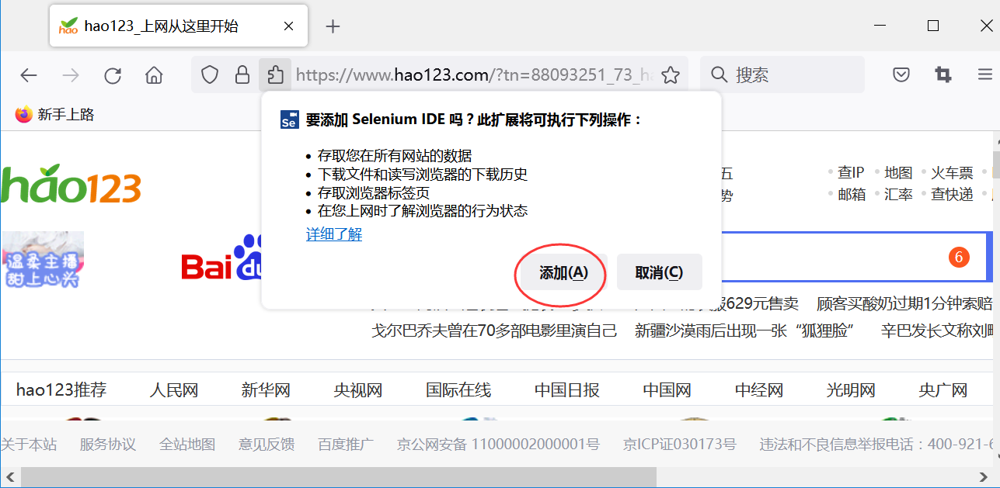 hao123_上网从这里开始
https://www.hao123.com/?tn=88093251_73_h
搜索
新手上路
Se 要添加 Selenium IDE 吗？此扩展将可执行下列操作：
存取您在所有网站的数据
下载文件和读写浏览器的下载历史
存取浏览器标签页
在您上网时了解浏览器的行为状态
详细了解
添加(A) 取消(C)
hao123
五 查IP 地图 火车票
势 邮箱 汇率 查快递
温柔主播
甜上心头
Bai du
6
服629元售卖 顾客买酸奶过期1分钟索赔
戈尔巴乔夫曾在70多部电影里演自己 新疆沙漠雨后出现一张“狐狸脸” 辛巴发长文称刘
hao123推荐 人民网 新华网 央视网 国际在线 中国日报 中国网 中经网 光明网 央广网
关于本站 服务协议 全站地图 意见反馈 百度推广 京公网安备 11000002000001号 京ICP证030173号 违法和不良信息举报电话：400-921-6